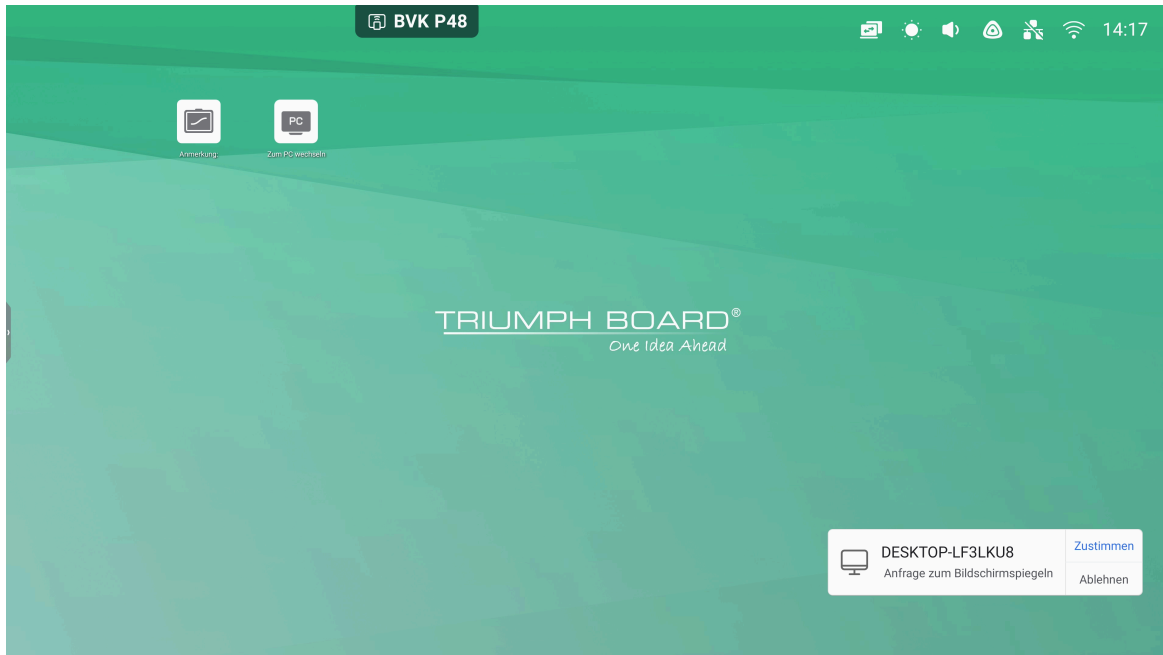 BVK P48
14:17
PC
Anmerkung
Zum PC wechseln
TRIUMPH BOARD®
One Idea Ahead
DESKTOP-LF3LKU8
Zustimmen
Anfrage zum Bildschirmspiegeln
Ablehnen